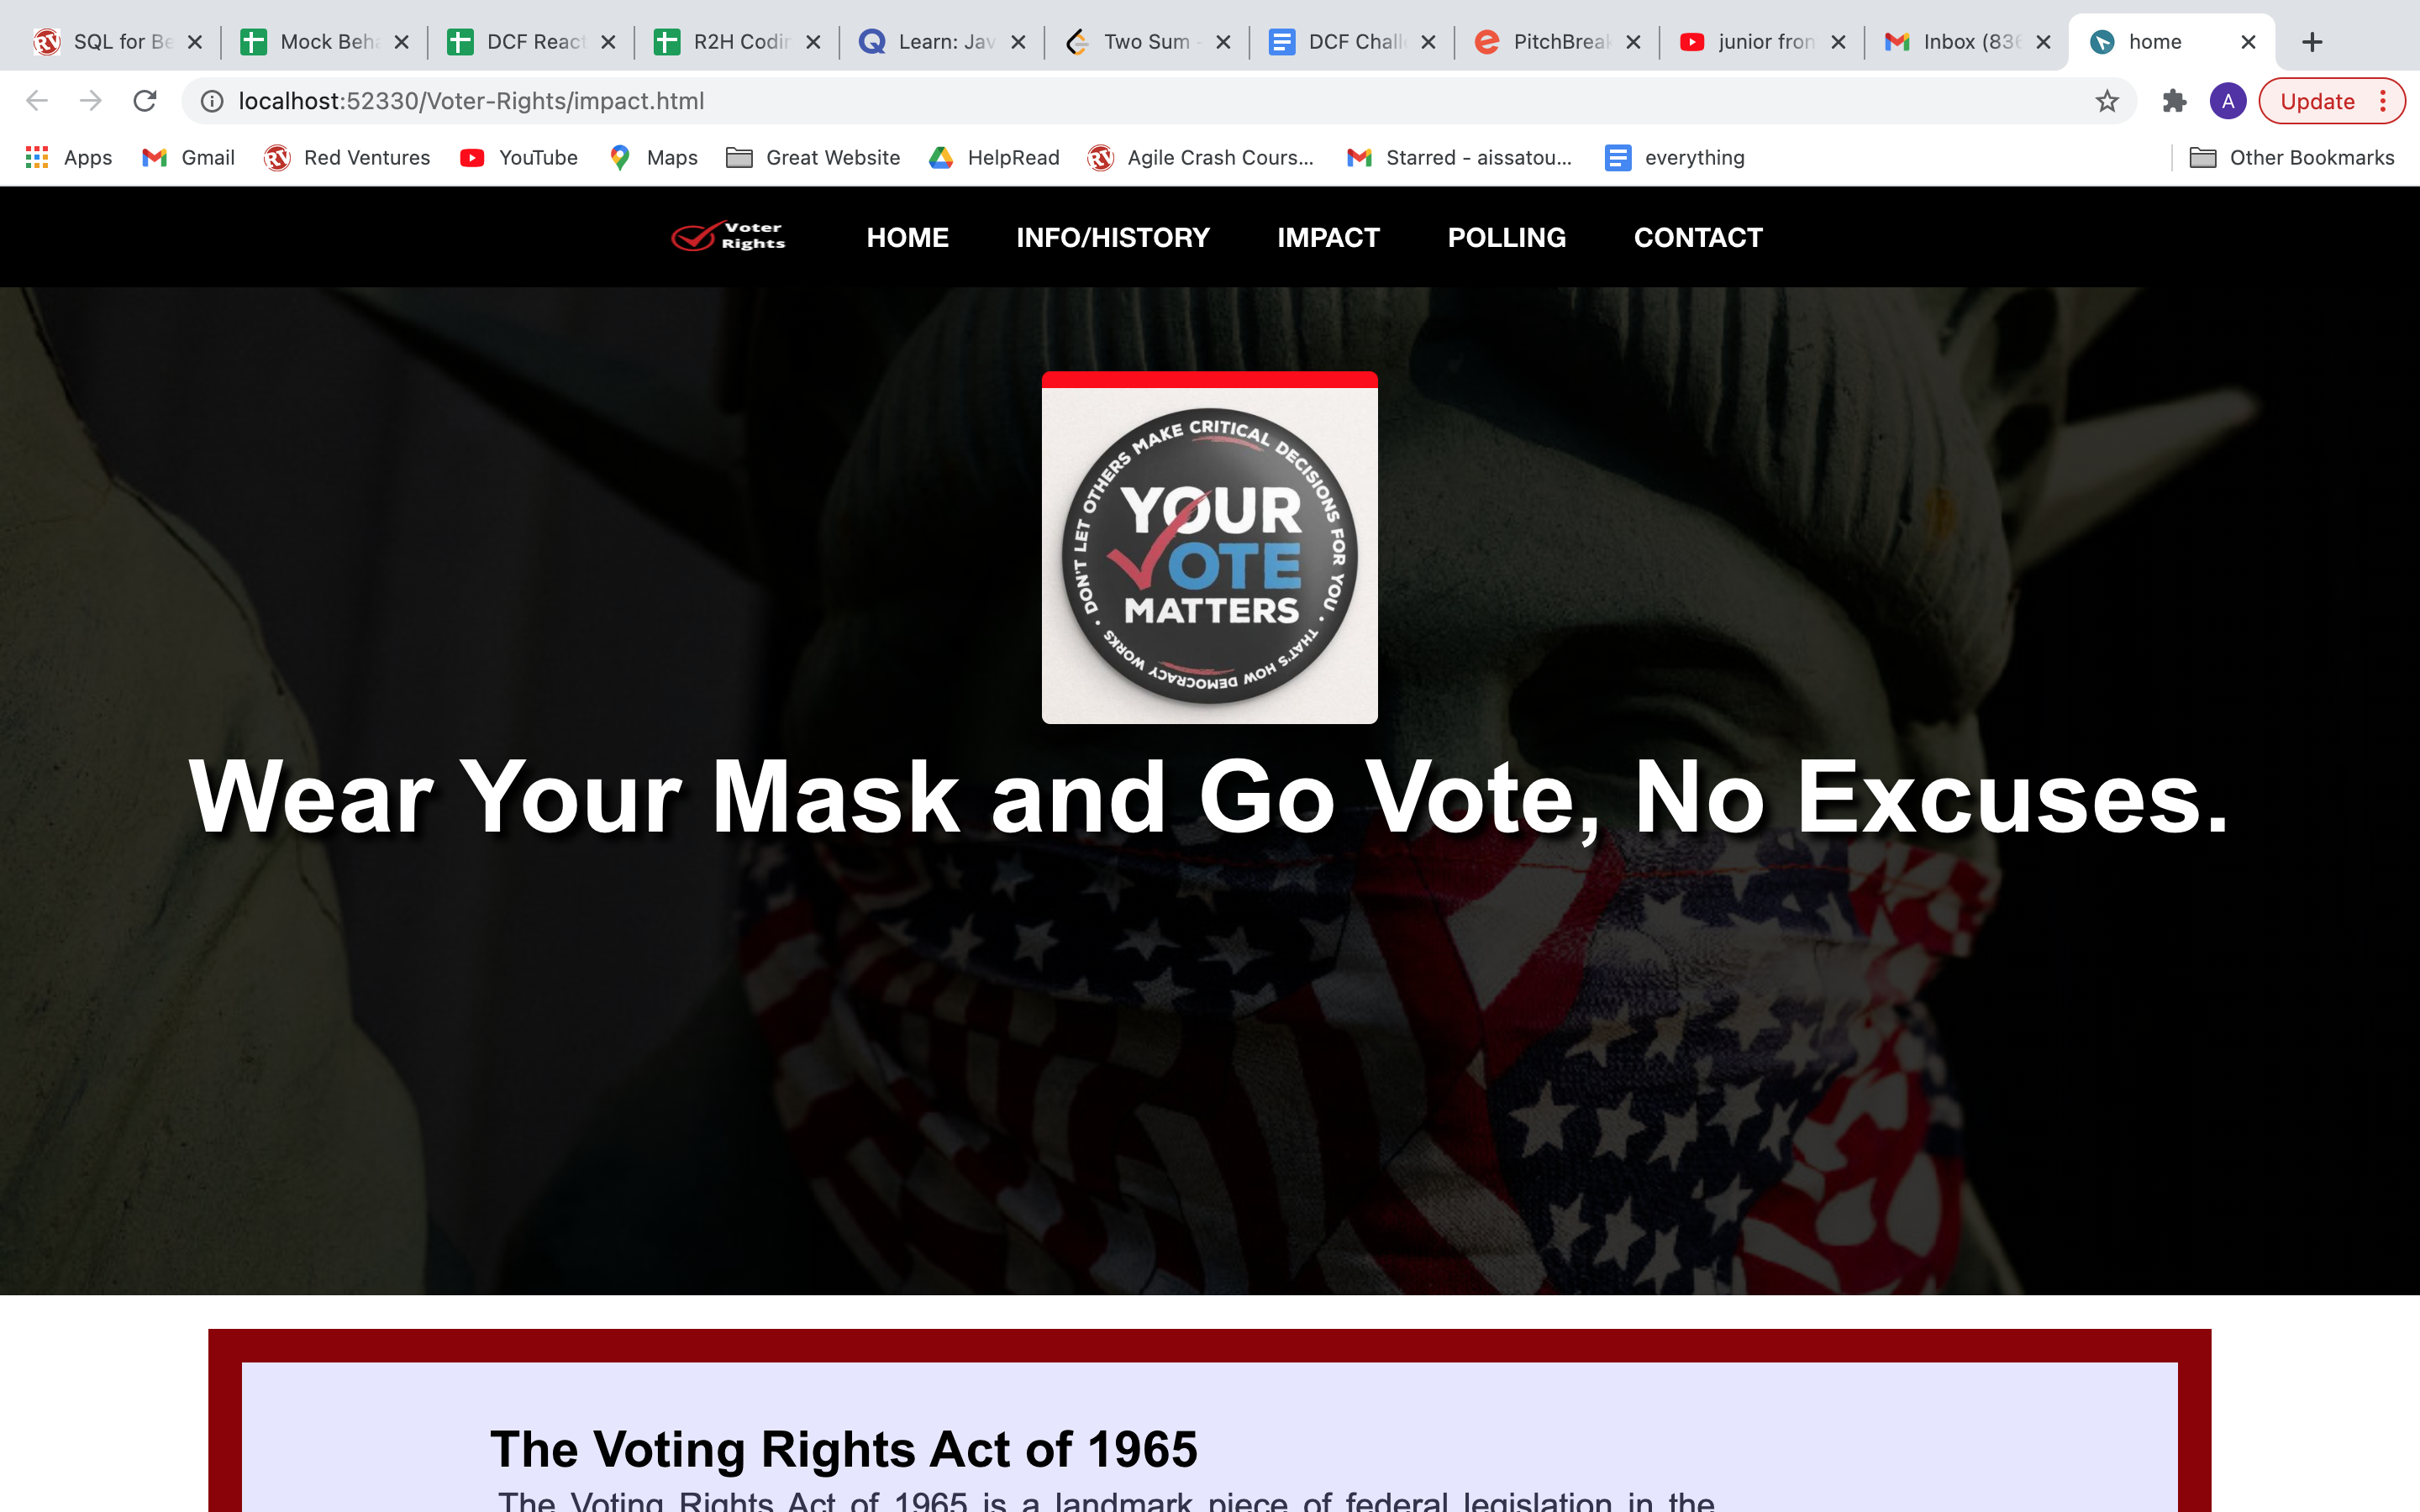 SQL for Be
Mock Beha
DCF React
R2H Codin
Learn: Jav
Two Sum -
DCF Chall
PitchBreak
junior fron
Inbox (836
home
localhost:52330/Voter-Rights/impact.html
A
Update
Apps
Gmail
Red Ventures
YouTube
Maps
Great Website
HelpRead
Agile Crash Cours...
Starred - aissatou...
everything
Other Bookmarks
Voter
Rights
HOME
INFO/HISTORY
IMPACT
POLLING
CONTACT
DON'T LET OTHERS MAKE CRITICAL DECISIONS FOR YOU • THAT'S HOW DEMOCRACY WORKS •
YOUR
VOTE
MATTERS
Wear Your Mask and Go Vote, No Excuses.
The Voting Rights Act of 1965
The Voting Rights Act of 1965 is a landmark piece of federal legislation in the